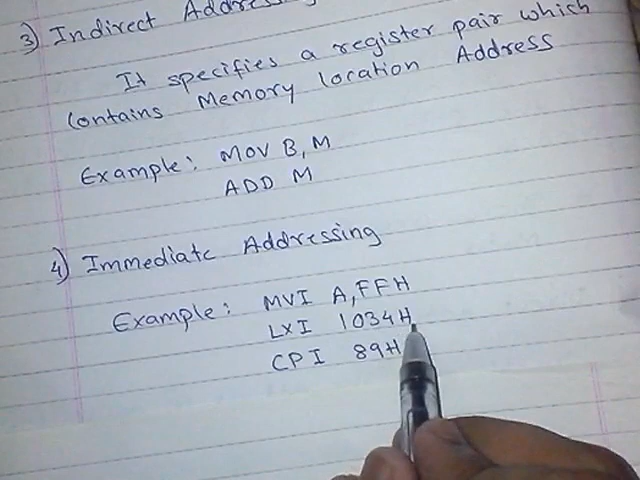 3) Indirect Addressing
It specifies a register pair which
Contains Memory location Address
Example: MOV B, M
ADD M
4) Immediate Addressing
Example: MVI A, FFH
LXI 1034H
CPI 89H